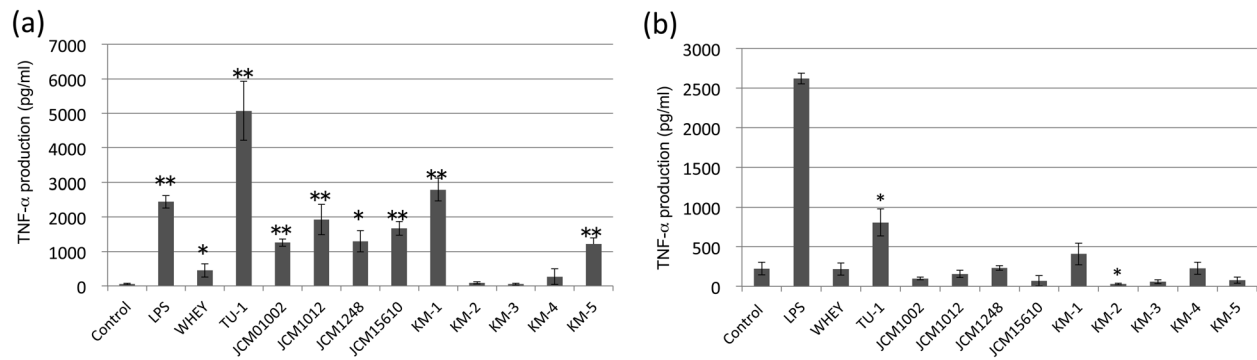 (a)
TNF-α production (pg/ml)
7000
6000
5000
4000
3000
2000
1000
0
**
*
**
**
**
*
**
**
**
Control
LPS
WHEY
TU-1
JCM01002
JCM1012
JCM1248
JCM15610
KM-1
KM-2
KM-3
KM-4
KM-5
(b)
TNF-α production (pg/ml)
3000
2500
2000
1500
1000
500
0
*
*
Control
LPS
WHEY
TU-1
JCM1002
JCM1012
JCM1248
JCM15610
KM-1
KM-2
KM-3
KM-4
KM-5